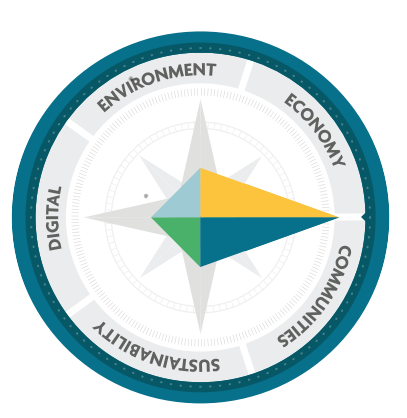 ENVIRONMENT
ECONOMY
COMMUNITIES
SUSTAINABILITY
DIGITAL